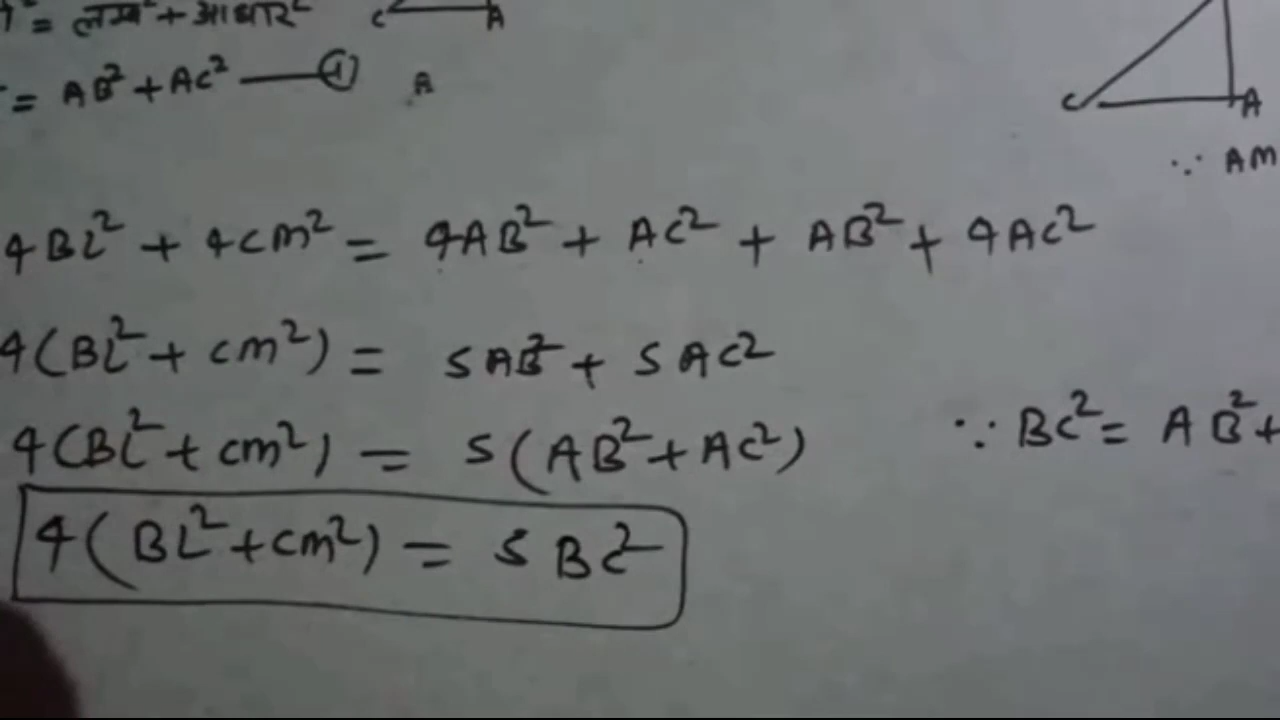 = लम्ब² + आधार²
C A
= AB² + AC² ——①
A
C A
∵ AM
4BL² + 4CM² = 4AB² + AC² + AB² + 4AC²
4(BL² + CM²) = 5AB² + 5AC²
4(BL² + CM²) = 5(AB² + AC²) ∵ BC² = AB² +
4(BL² + CM²) = 5BC²